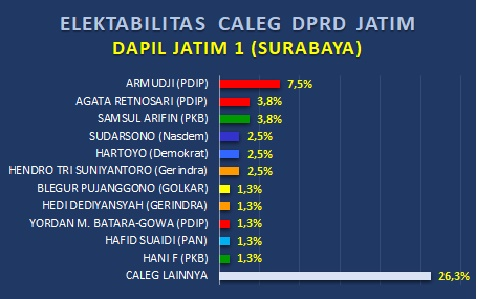 ELEKTABILITAS CALEG DPRD JATIM
DAPIL JATIM 1 (SURABAYA)
ARMUDJI (PDIP) 7,5%
AGATA RETNOSARI (PDIP) 3,8%
SAMSUL ARIFIN (PKB) 3,8%
SUDARSONO (Nasdem) 2,5%
HARTOYO (Demokrat) 2,5%
HENDRO TRI SUNIYANTORO (Gerindra) 2,5%
BLEGUR PUJANGGONO (GOLKAR) 1,3%
HEDI DEDIYANSYAH (GERINDRA) 1,3%
YORDAN M. BATARA-GOWA (PDIP) 1,3%
HAFID SUAIDI (PAN) 1,3%
HANI F (PKB) 1,3%
CALEG LAINNYA 26,3%